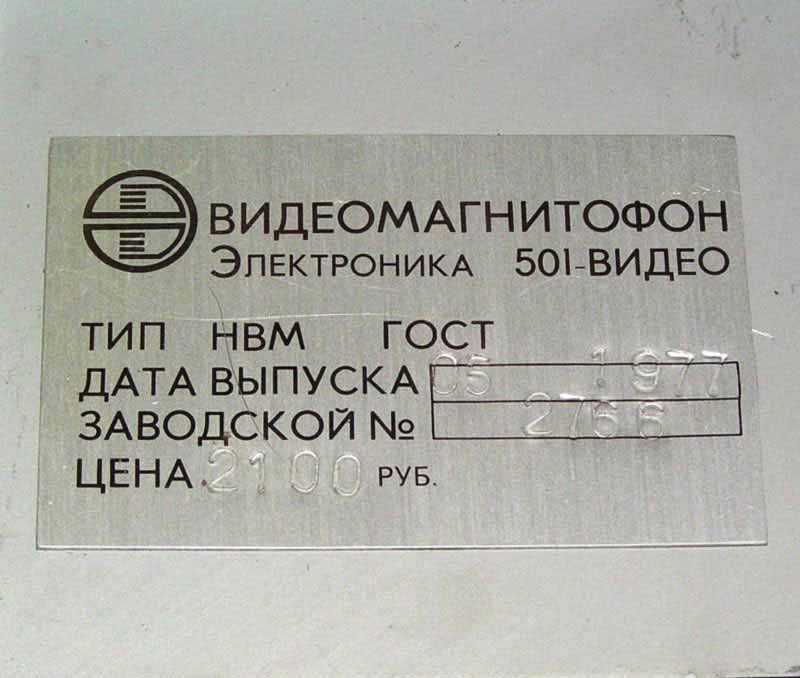 ВИДЕОМАГНИТОФОН
ЭЛЕКТРОНИКА 501-ВИДЕО
ТИП НВМ ГОСТ
ДАТА ВЫПУСКА 05 1977
ЗАВОДСКОЙ № 2766
ЦЕНА 2100 РУБ.